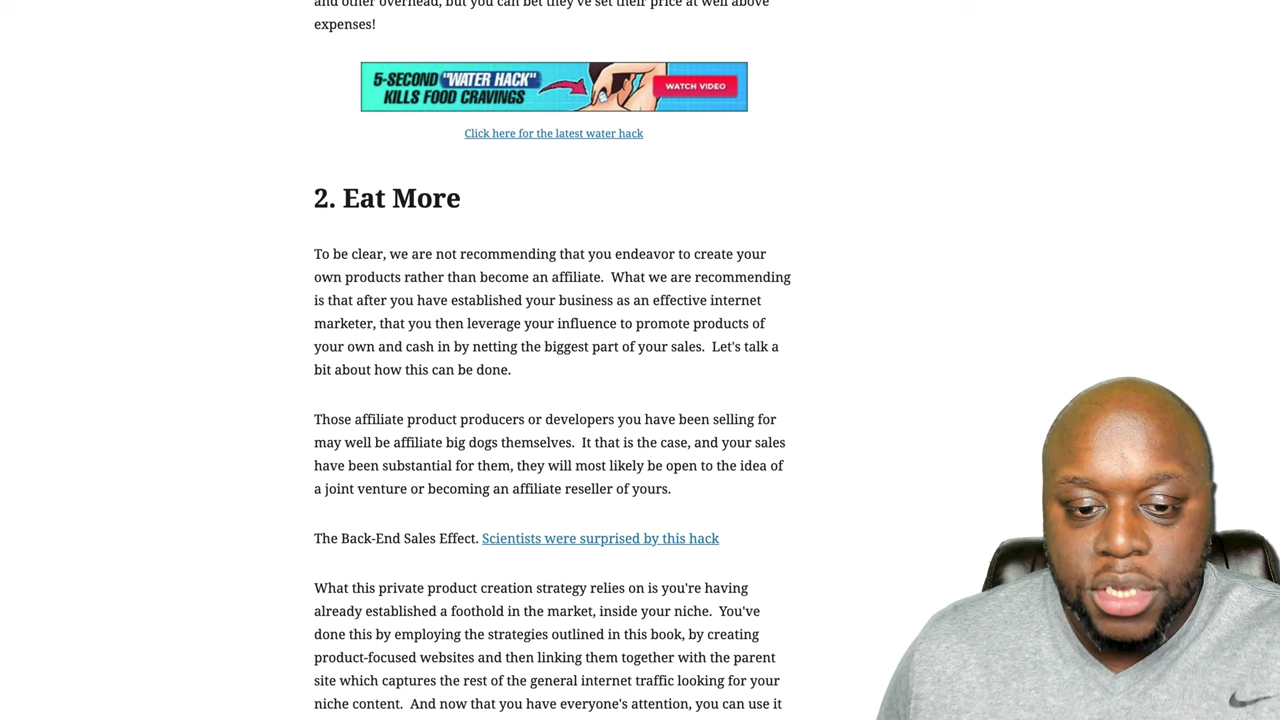 and other overhead, but you can bet they've set their price at well above
expenses!
5-SECOND "WATER HACK"
KILLS FOOD CRAVINGS
WATCH VIDEO
Click here for the latest water hack
2. Eat More
To be clear, we are not recommending that you endeavor to create your
own products rather than become an affiliate.  What we are recommending
is that after you have established your business as an effective internet
marketer, that you then leverage your influence to promote products of
your own and cash in by netting the biggest part of your sales.  Let's talk a
bit about how this can be done.
Those affiliate product producers or developers you have been selling for
may well be affiliate big dogs themselves.  It that is the case, and your sales
have been substantial for them, they will most likely be open to the idea of
a joint venture or becoming an affiliate reseller of yours.
The Back-End Sales Effect. Scientists were surprised by this hack
What this private product creation strategy relies on is you're having
already established a foothold in the market, inside your niche.  You've
done this by employing the strategies outlined in this book, by creating
product-focused websites and then linking them together with the parent
site which captures the rest of the general internet traffic looking for your
niche content.  And now that you have everyone's attention, you can use it